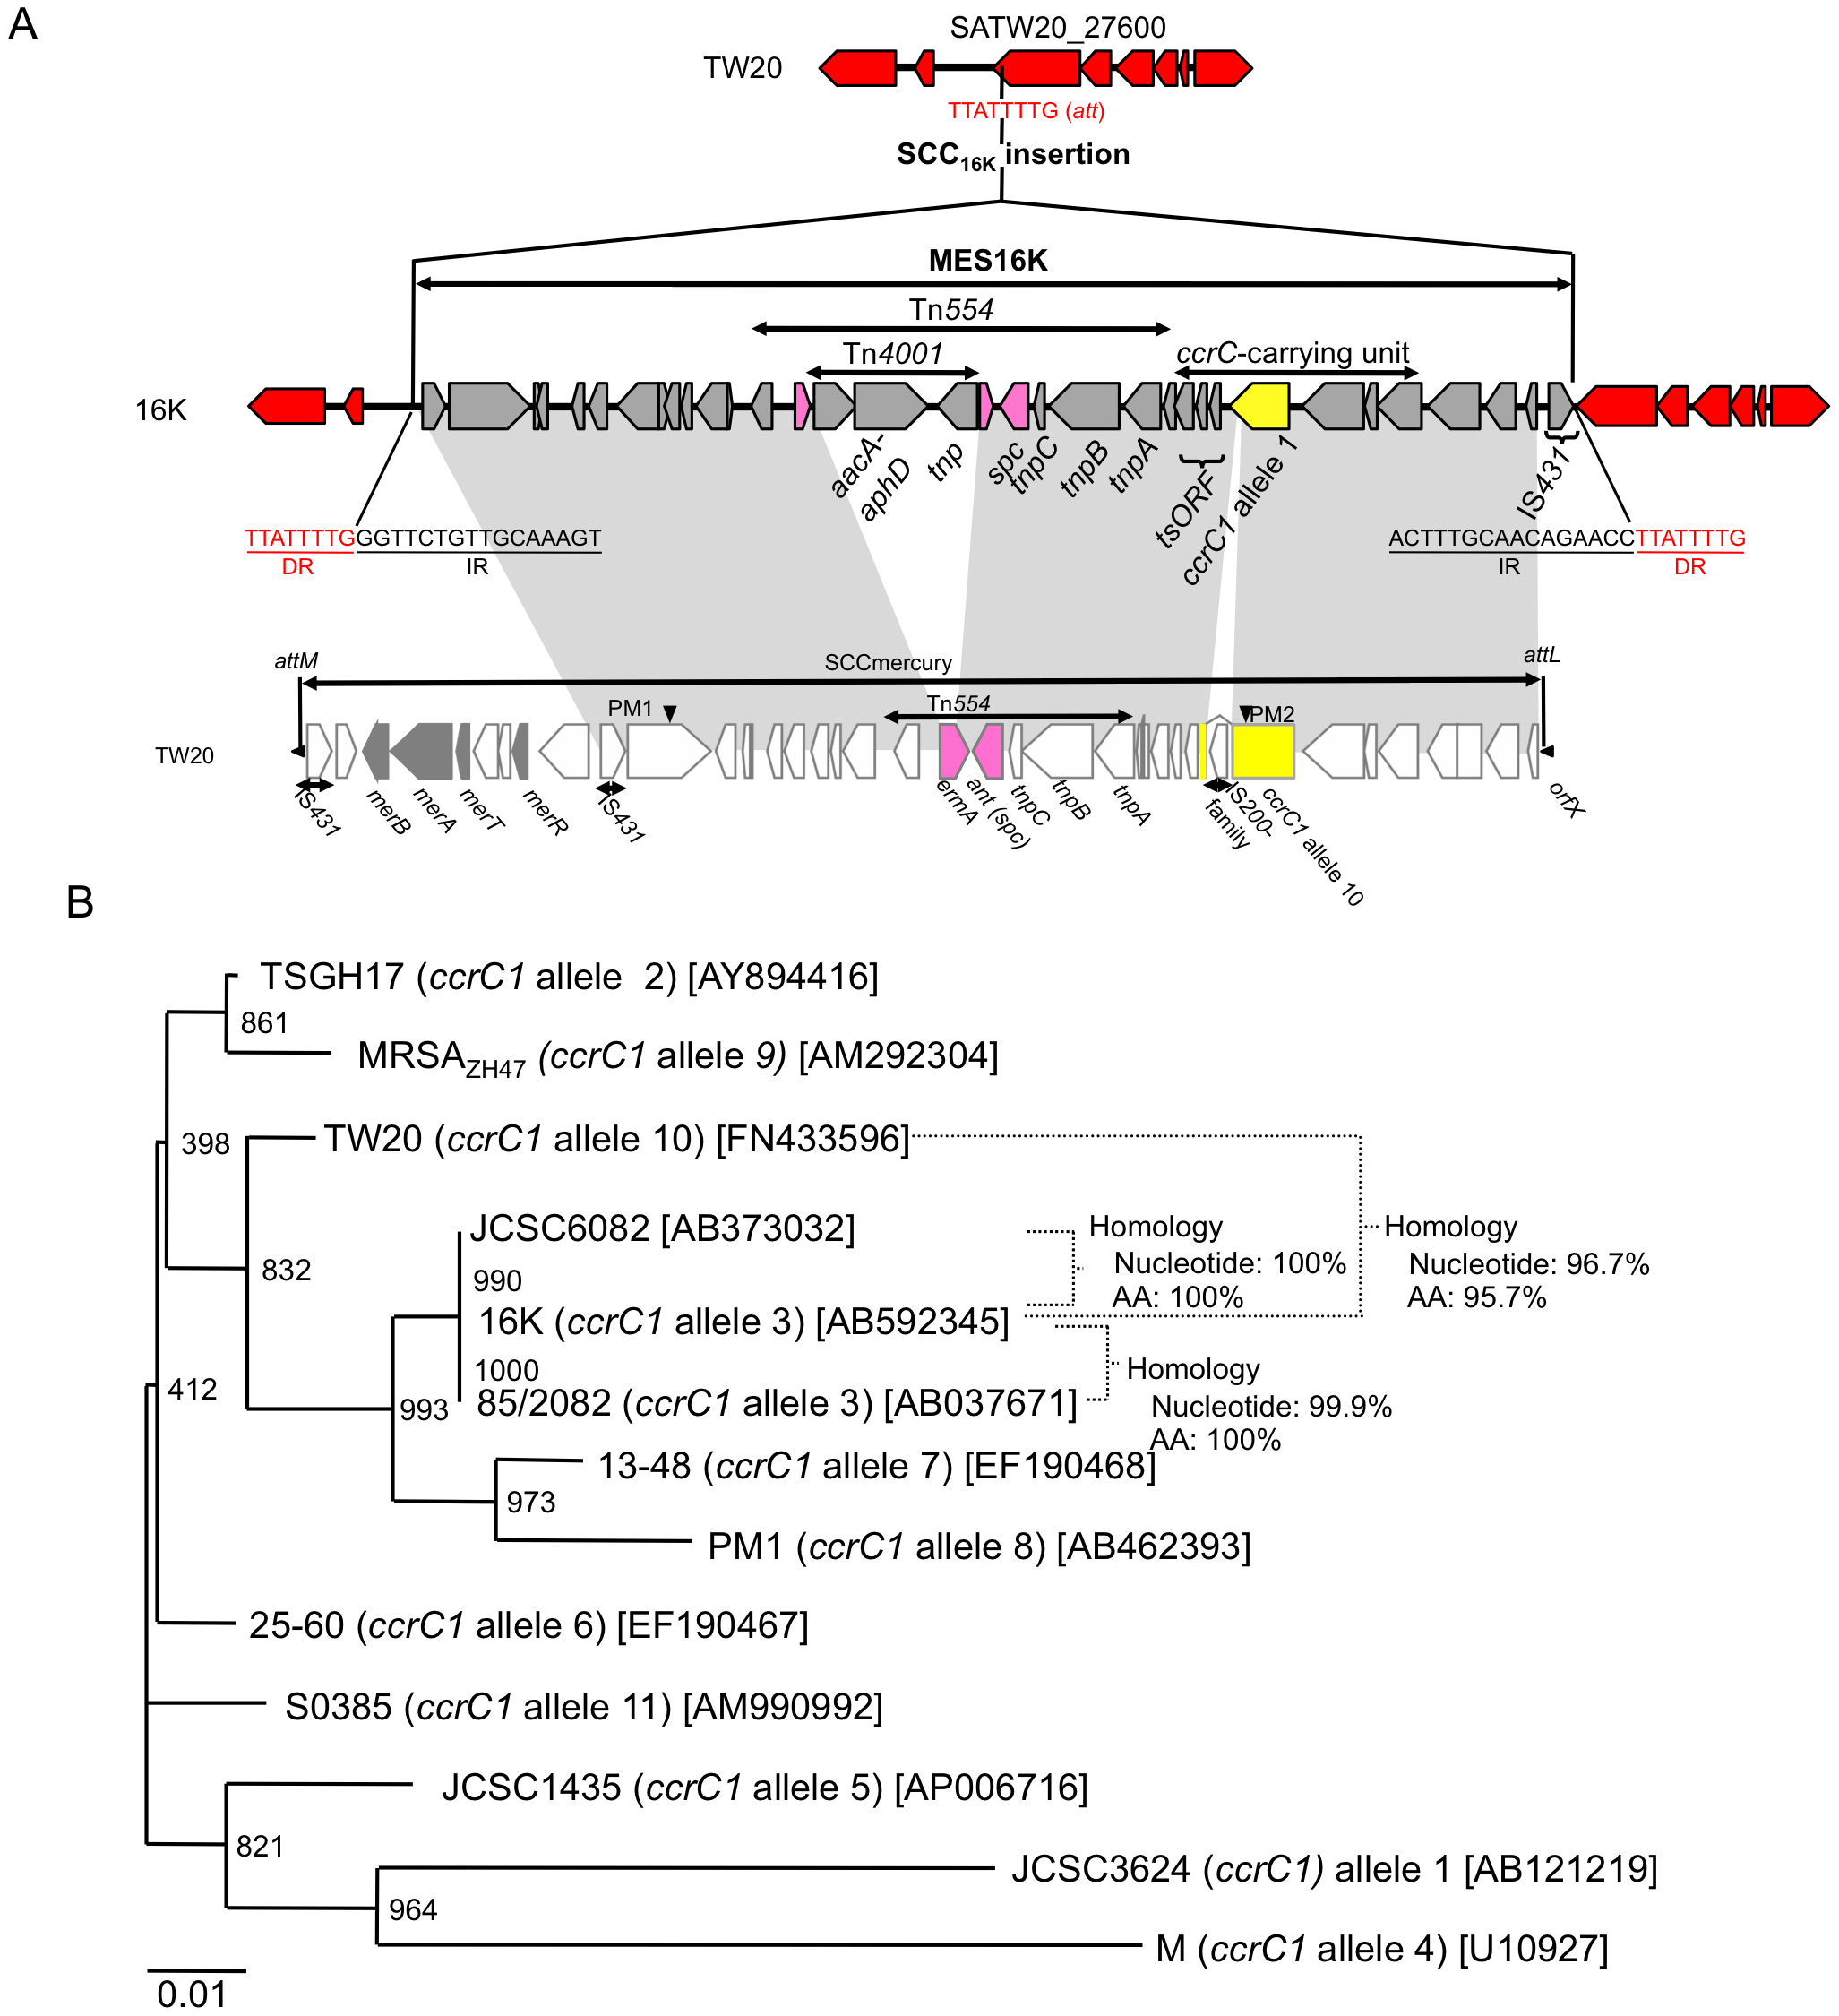 A
SATW20_27600
TW20
TTATTTTG (att)
SCC16K insertion
MES16K
Tn554
Tn4001
ccrC-carrying unit
16K
aacA-
aphD
tnp
spc
tnpC
tnpB
tnpA
tsORF
ccrC1 allele 1
IS431
TTATTTTGGGTTCTGTTGCAAAGT
DR
IR
ACTTTGCAACAGAACCTTATTTTG
IR
DR
attM
SCCmercury
attL
PM1
Tn554
PM2
TW20
IS431
merB
merA
merT
merR
IS431
ermA
ant (spc)
tnpC
tnpB
tnpA
IS200-
family
ccrC1 allele 10
orfX
B
TSGH17 (ccrC1 allele 2) [AY894416]
861
MRSAZH47 (ccrC1 allele 9) [AM292304]
398
TW20 (ccrC1 allele 10) [FN433596]
JCSC6082 [AB373032]
Homology
Nucleotide: 100%
AA: 100%
Homology
Nucleotide: 96.7%
AA: 95.7%
832
990
16K (ccrC1 allele 3) [AB592345]
1000
Homology
Nucleotide: 99.9%
AA: 100%
412
993
85/2082 (ccrC1 allele 3) [AB037671]
13-48 (ccrC1 allele 7) [EF190468]
973
PM1 (ccrC1 allele 8) [AB462393]
25-60 (ccrC1 allele 6) [EF190467]
S0385 (ccrC1 allele 11) [AM990992]
JCSC1435 (ccrC1 allele 5) [AP006716]
821
JCSC3624 (ccrC1) allele 1 [AB121219]
964
M (ccrC1 allele 4) [U10927]
0.01